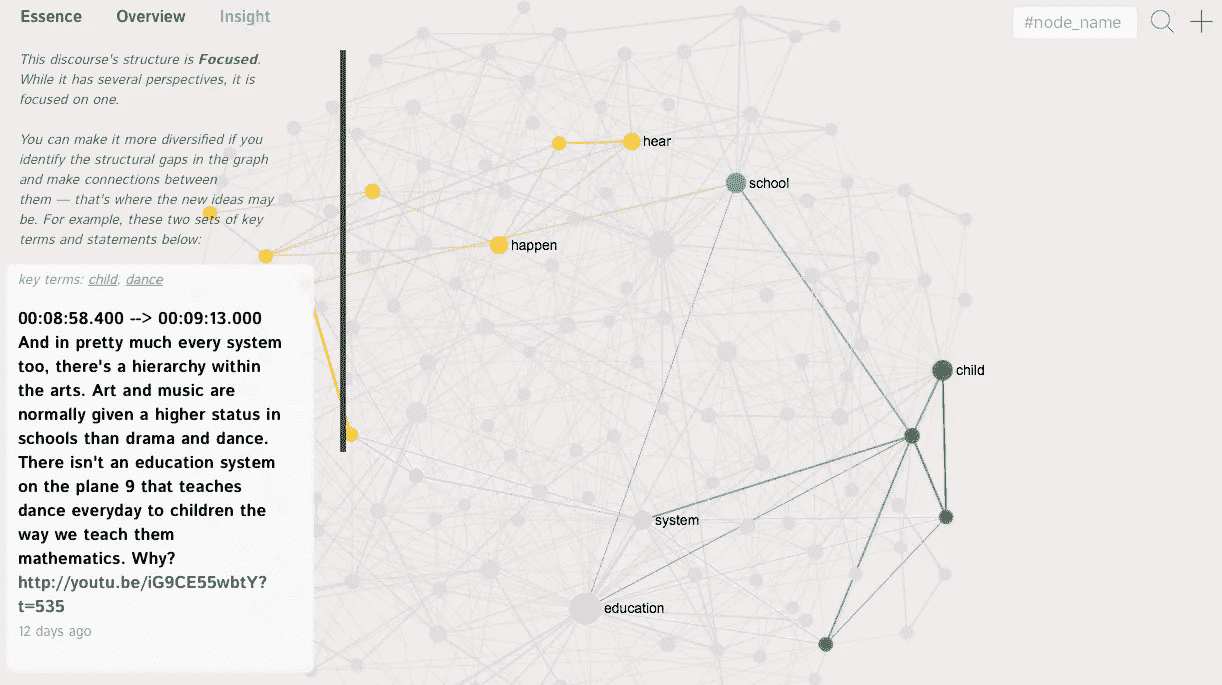 Essence Overview Insight
#node_name
This discourse's structure is Focused.
While it has several perspectives, it is
focused on one.
You can make it more diversified if you
identify the structural gaps in the graph
and make connections between
them — that's where the new ideas may
be. For example, these two sets of key
terms and statements below:
key terms: child, dance
00:08:58.400 --> 00:09:13.000
And in pretty much every system
too, there's a hierarchy within
the arts. Art and music are
normally given a higher status in
schools than drama and dance.
There isn't an education system
on the plane 9 that teaches
dance everyday to children the
way we teach them
mathematics. Why?
http://youtu.be/iG9CE55wbtY?
t=535
12 days ago
hear
school
happen
child
system
education